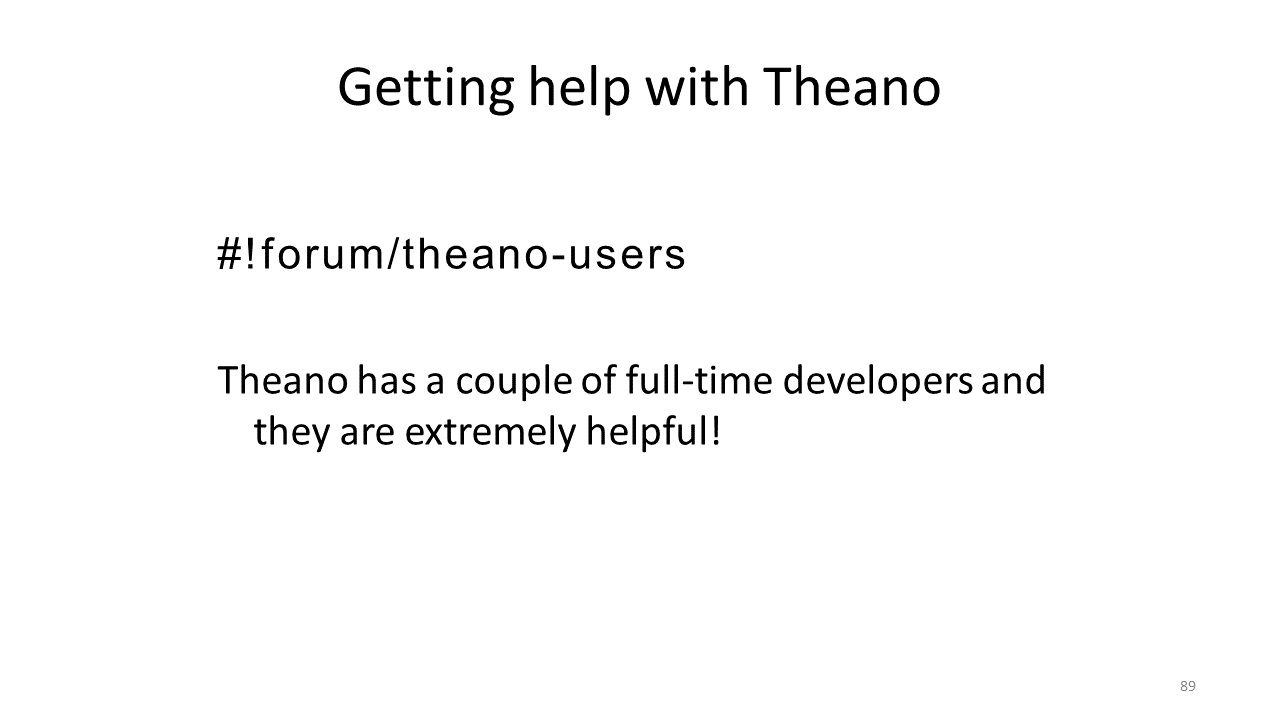 Getting help with Theano
#!forum/theano-users
Theano has a couple of full-time developers and
they are extremely helpful!
89